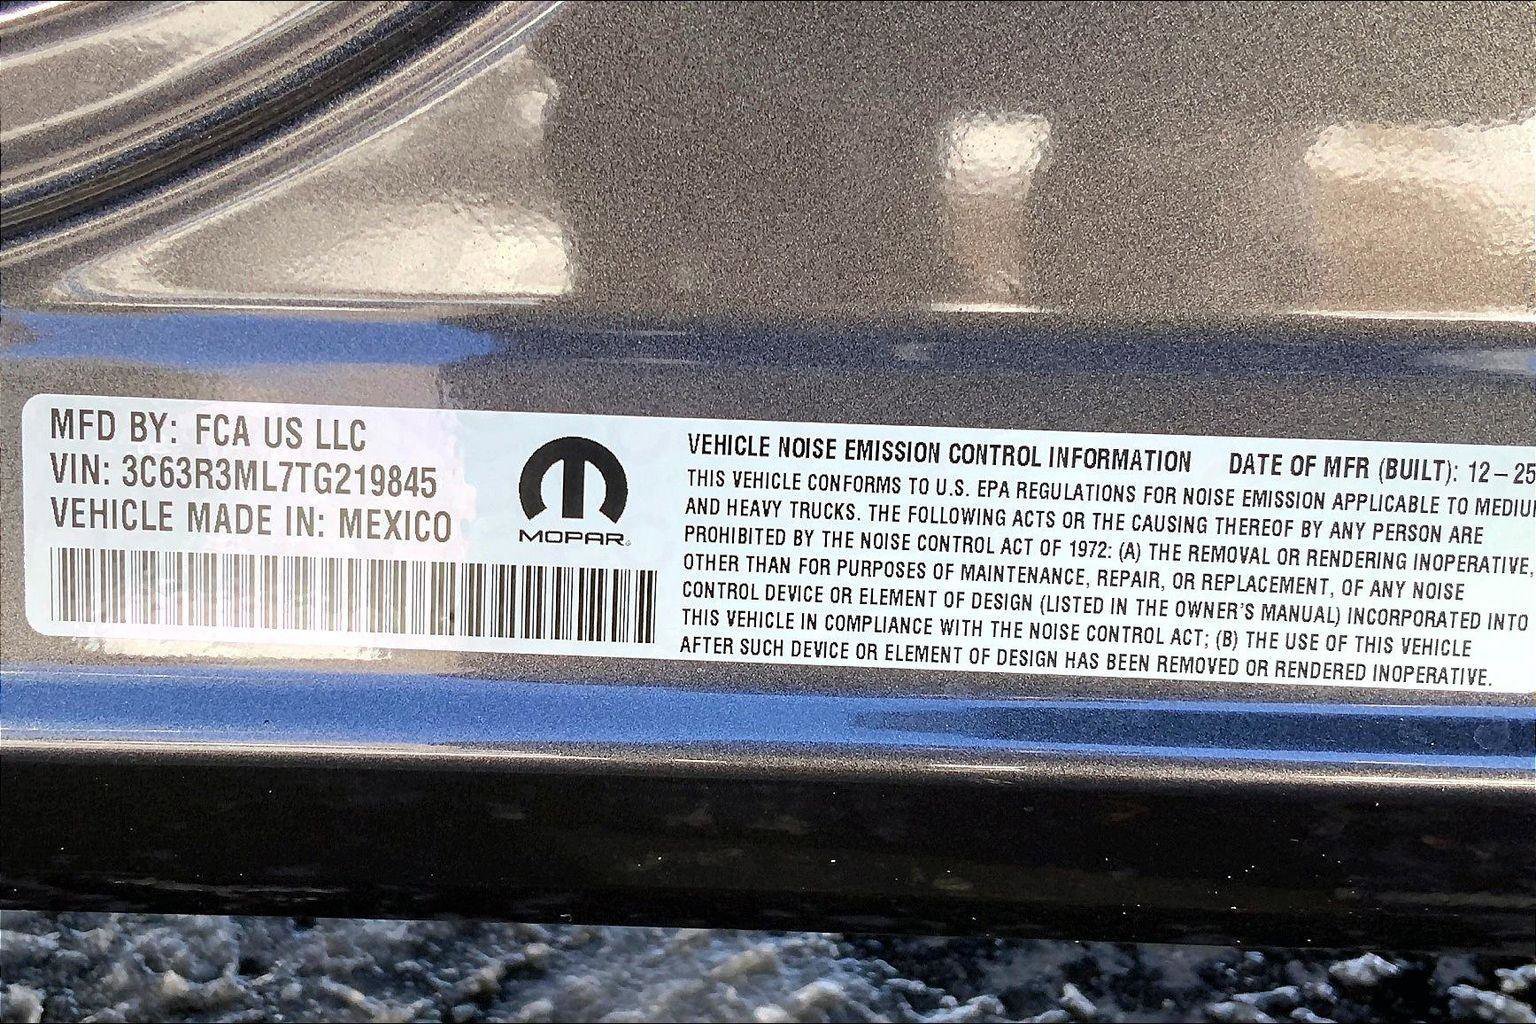 MFD BY: FCA US LLC
VIN: 3C63R3ML7TG219845
VEHICLE MADE IN: MEXICO
MOPAR®
VEHICLE NOISE EMISSION CONTROL INFORMATION DATE OF MFR (BUILT): 12-25
THIS VEHICLE CONFORMS TO U.S. EPA REGULATIONS FOR NOISE EMISSION APPLICABLE TO MEDIU
AND HEAVY TRUCKS. THE FOLLOWING ACTS OR THE CAUSING THEREOF BY ANY PERSON ARE
PROHIBITED BY THE NOISE CONTROL ACT OF 1972: (A) THE REMOVAL OR RENDERING INOPERATIVE,
OTHER THAN FOR PURPOSES OF MAINTENANCE, REPAIR, OR REPLACEMENT, OF ANY NOISE
CONTROL DEVICE OR ELEMENT OF DESIGN (LISTED IN THE OWNER'S MANUAL) INCORPORATED INTO
THIS VEHICLE IN COMPLIANCE WITH THE NOISE CONTROL ACT; (B) THE USE OF THIS VEHICLE
AFTER SUCH DEVICE OR ELEMENT OF DESIGN HAS BEEN REMOVED OR RENDERED INOPERATIVE.